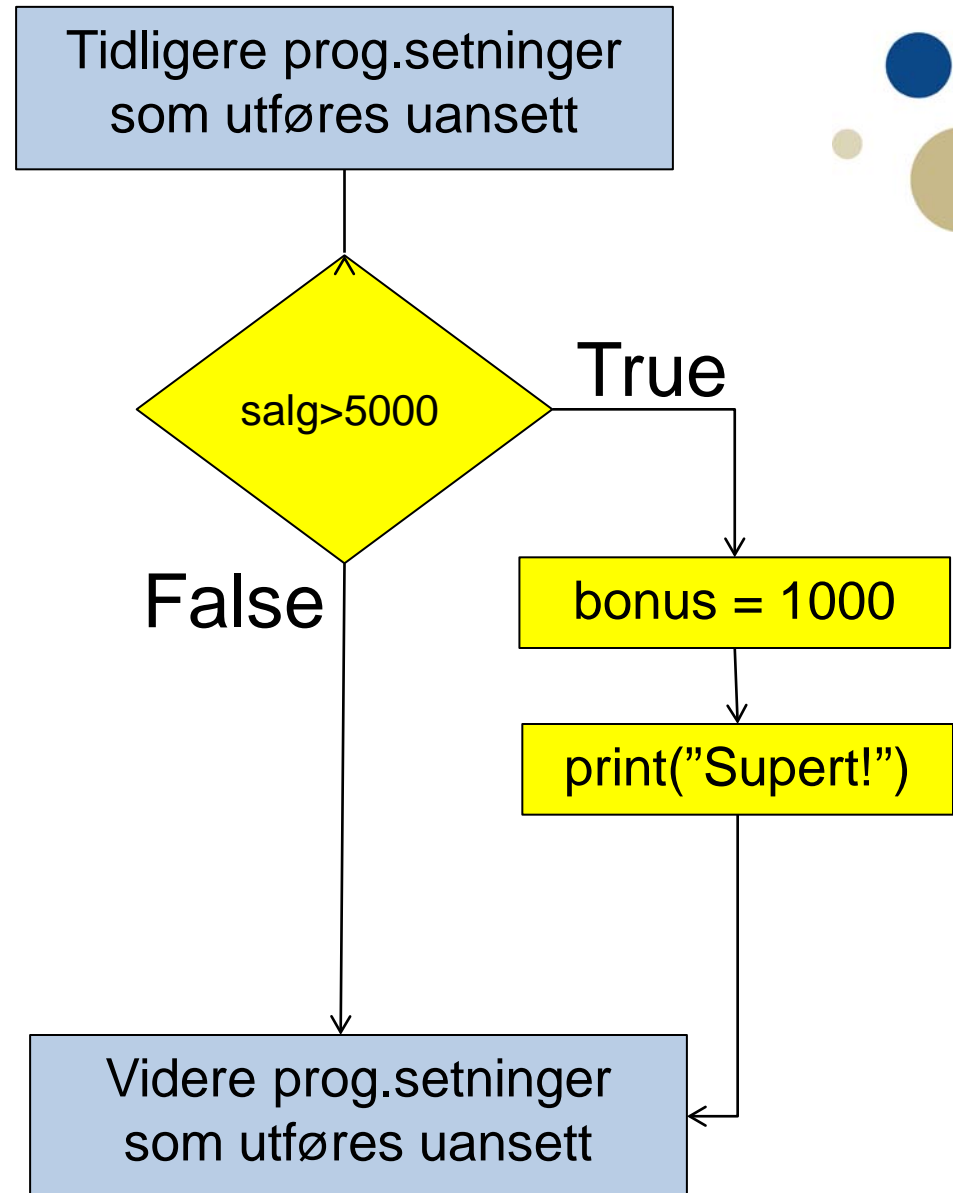 Tidligere prog.setninger
som utføres uansett
salg>5000
True
False
bonus = 1000
print(”Supert!”)
Videre prog.setninger
som utføres uansett